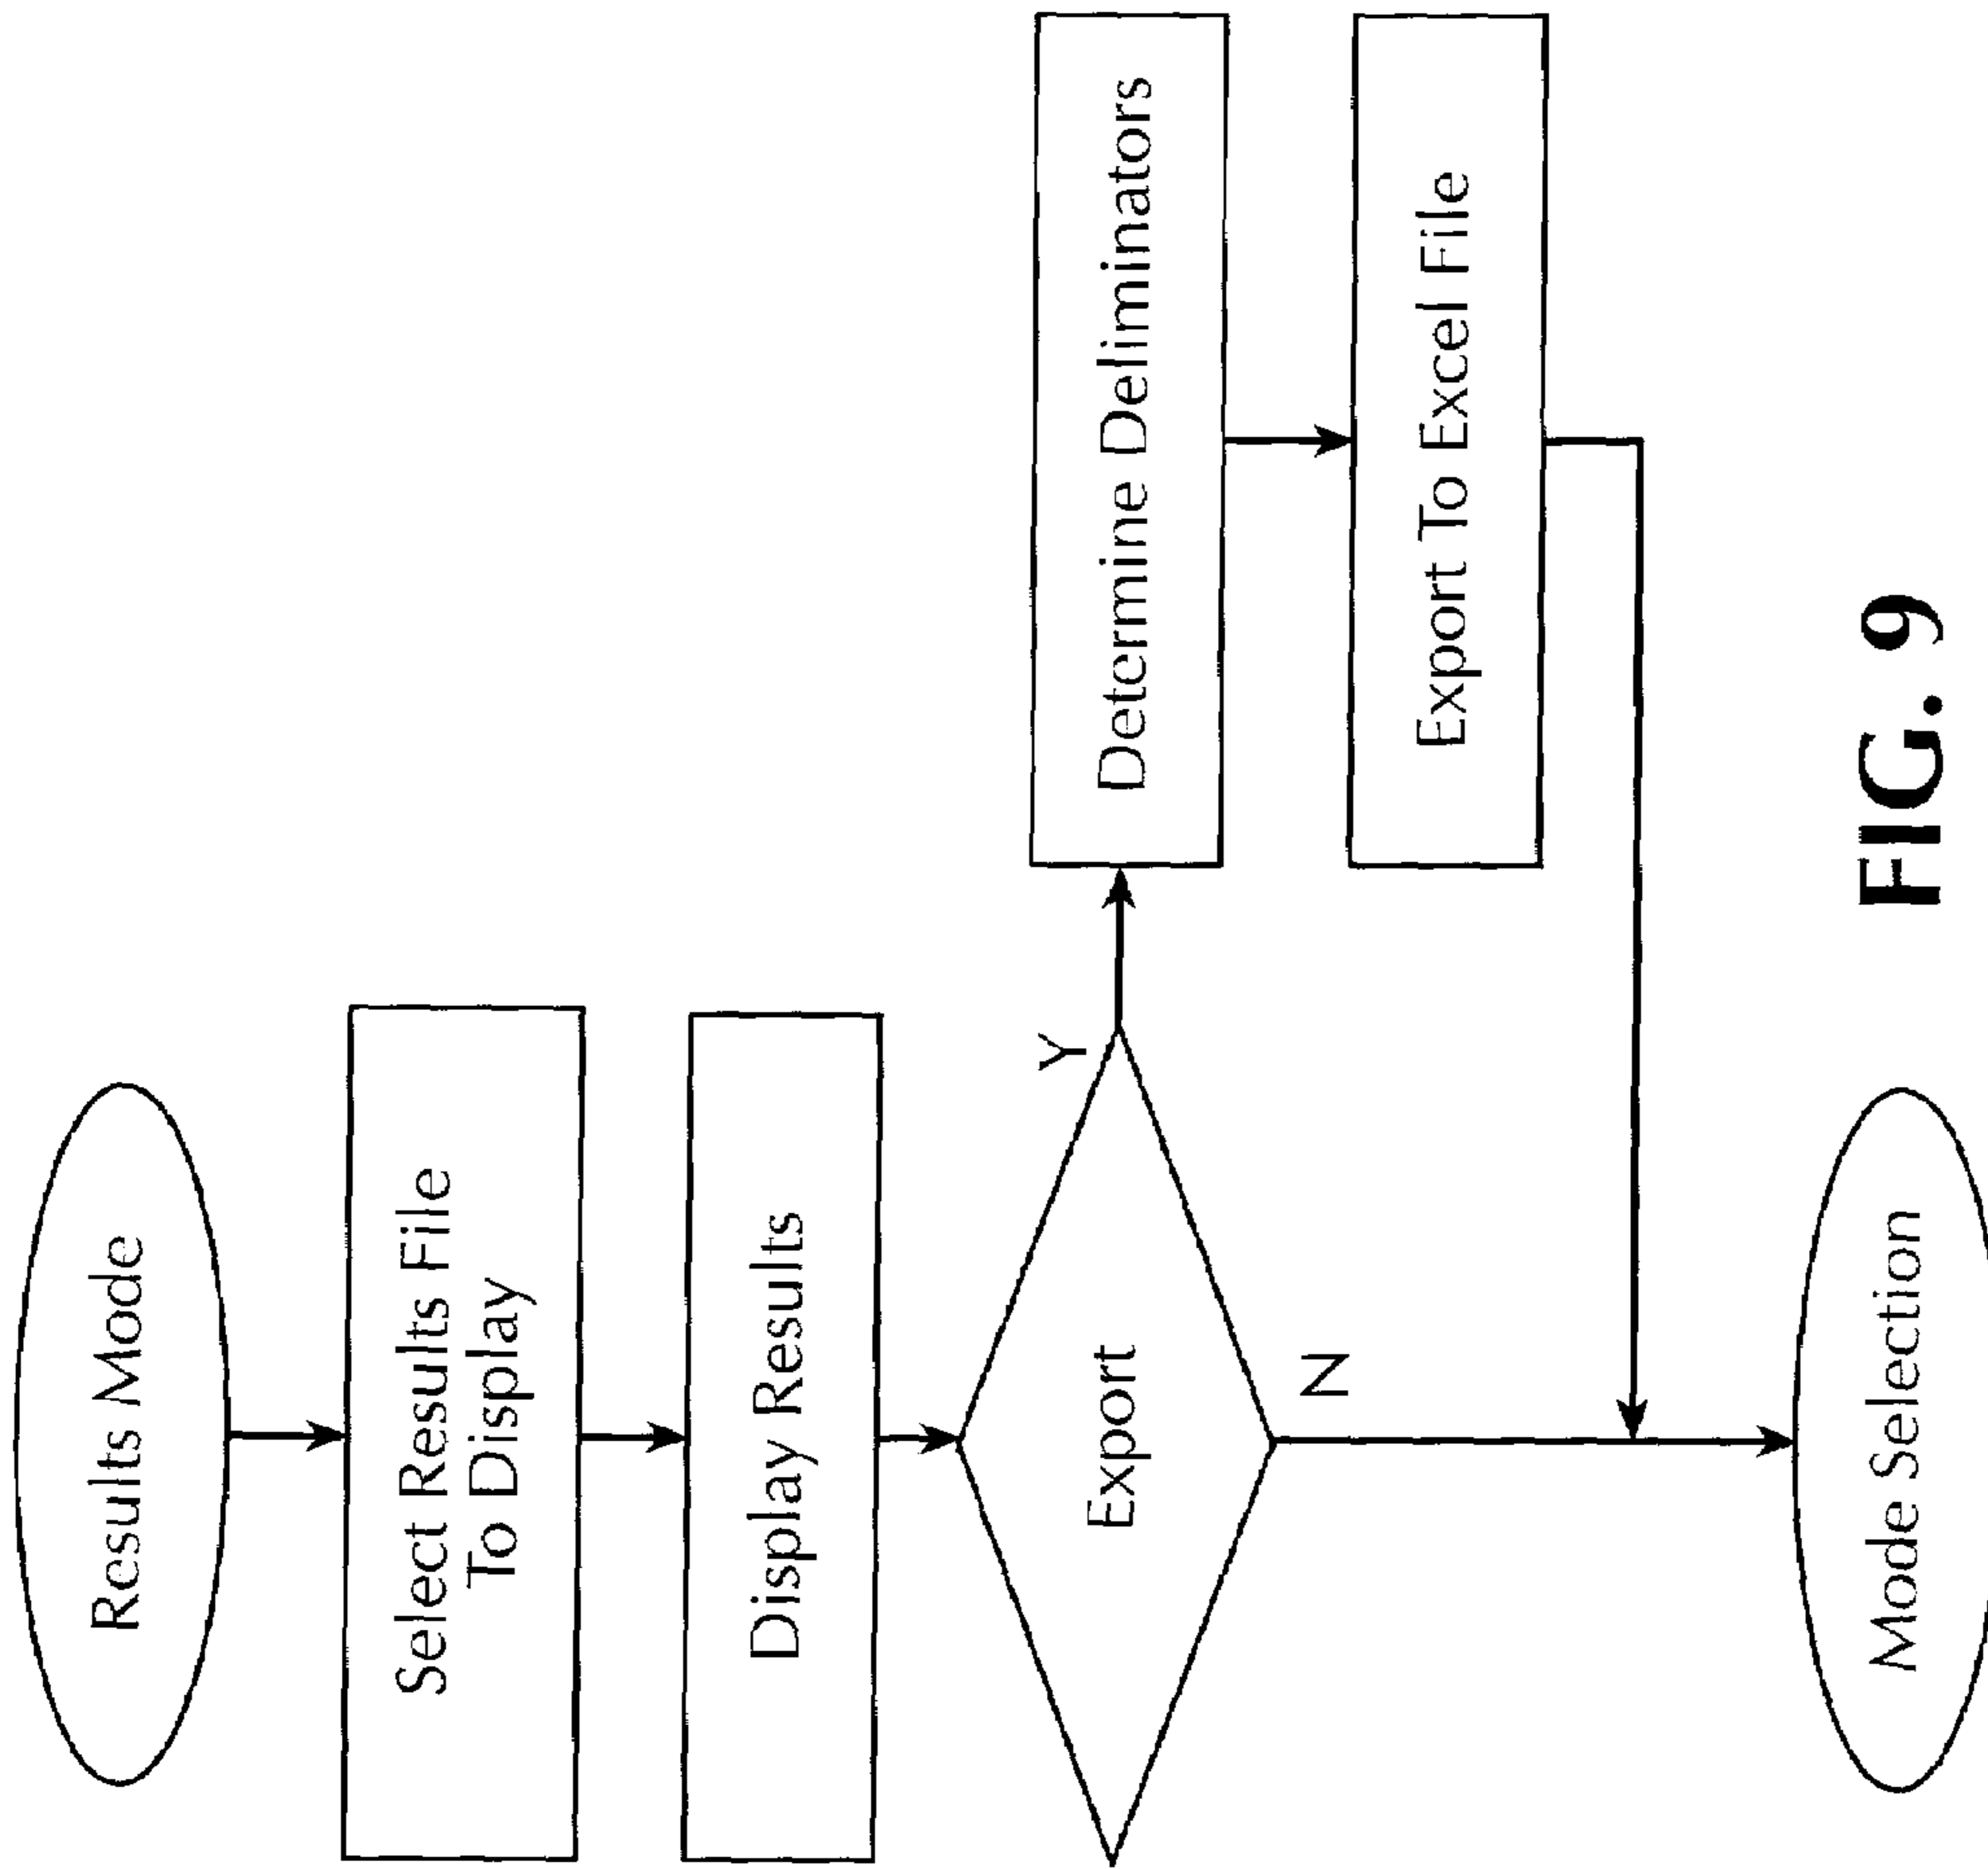 Results Mode
Select Results File
To Display
Display Results
Export
Y
N
Determine Deliminators
Export To Excel File
Mode Selection
FIG. 9